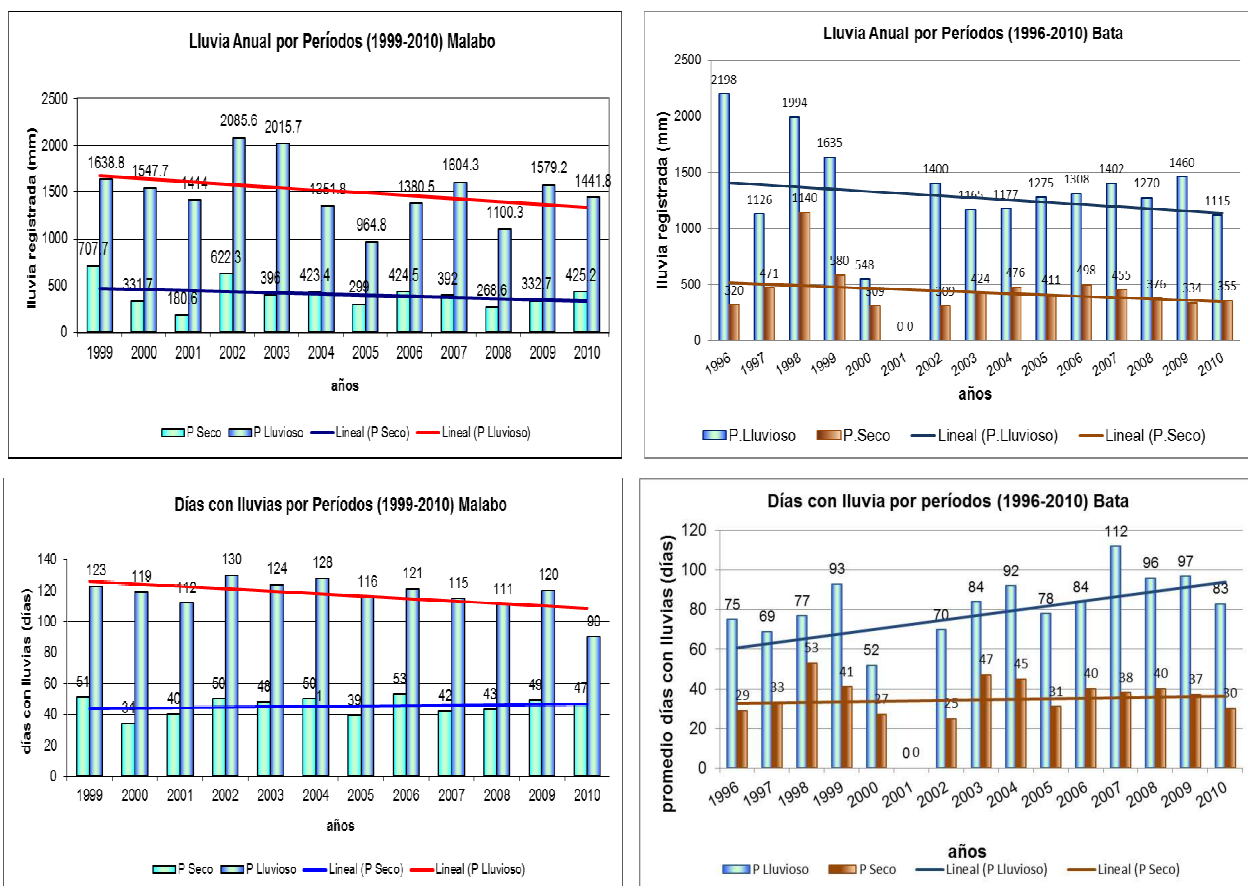 Lluvia Anual por Períodos (1999-2010) Malabo
lluvia registrada (mm)
2500
2000
1500
1000
500
0
1638.8 1547.7 1414 2085.6 2015.7 1351.8 964.8 1380.5 1604.3 1100.3 1579.2 1441.8
707.7 331.7 180.6 622.3 396 423.4 299 424.5 392 268.6 332.7 425.2
1999 2000 2001 2002 2003 2004 2005 2006 2007 2008 2009 2010
años
P Seco P Lluvioso Lineal (P Seco) Lineal (P Lluvioso)
Lluvia Anual por Períodos (1996-2010) Bata
lluvia registrada (mm)
2500
2000
1500
1000
500
0
2198 1126 1994 1635 548 0 1400 1165 1177 1275 1308 1402 1270 1460 1115
320 471 1140 580 309 0 309 424 476 411 498 455 376 334 355
1996 1997 1998 1999 2000 2001 2002 2003 2004 2005 2006 2007 2008 2009 2010
años
P.Lluvioso P.Seco Lineal (P.Lluvioso) Lineal (P.Seco)
Días con lluvias por Períodos (1999-2010) Malabo
días con lluvias (días)
140
120
100
80
60
40
20
0
123 119 112 130 124 128 116 121 115 111 120 90
51 34 40 50 48 50 1 39 53 42 43 49 47
1999 2000 2001 2002 2003 2004 2005 2006 2007 2008 2009 2010
años
P Seco P Lluvioso Lineal (P Seco) Lineal (P Lluvioso)
Días con lluvia por períodos (1996-2010) Bata
promedio días con lluvias (días)
120
100
80
60
40
20
0
75 69 77 93 52 0 70 84 92 78 84 112 96 97 83
29 33 53 41 27 0 25 47 45 31 40 38 40 37 30
1996 1997 1998 1999 2000 2001 2002 2003 2004 2005 2006 2007 2008 2009 2010
años
P Lluvioso P Seco Lineal (P Lluvioso) Lineal (P Seco)